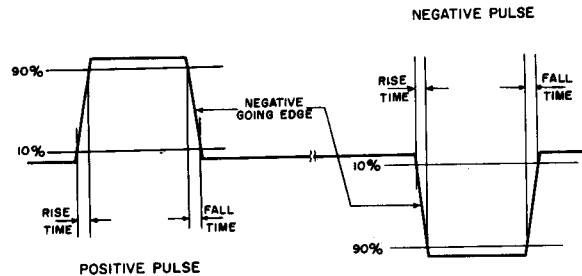 NEGATIVE PULSE
90%
RISE
TIME
FALL
TIME
NEGATIVE
GOING EDGE
10%
10%
RISE
TIME
FALL
TIME
90%
POSITIVE PULSE